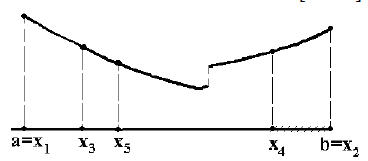 a=x₁ x₃ x₅ x₄ b=x₂